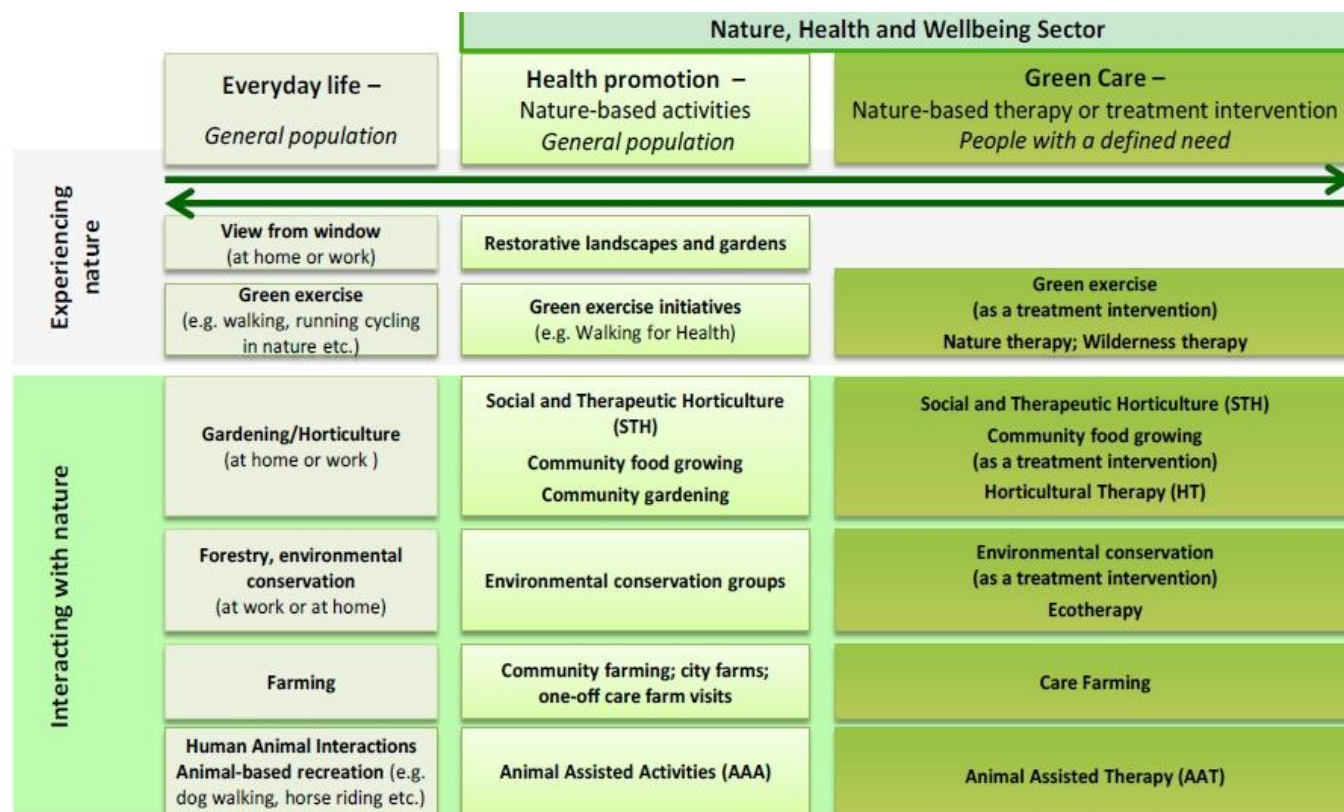 Nature, Health and Wellbeing Sector
Everyday life –
General population
Health promotion –
Nature-based activities
General population
Green Care –
Nature-based therapy or treatment intervention
People with a defined need
Experiencing
nature
View from window
(at home or work)
Restorative landscapes and gardens
Green exercise
(e.g. walking, running cycling
in nature etc.)
Green exercise initiatives
(e.g. Walking for Health)
Green exercise
(as a treatment intervention)
Nature therapy; Wilderness therapy
Interacting with nature
Gardening/Horticulture
(at home or work )
Social and Therapeutic Horticulture
(STH)
Community food growing
Community gardening
Social and Therapeutic Horticulture (STH)
Community food growing
(as a treatment intervention)
Horticultural Therapy (HT)
Forestry, environmental
conservation
(at work or at home)
Environmental conservation groups
Environmental conservation
(as a treatment intervention)
Ecotherapy
Farming
Community farming; city farms;
one-off care farm visits
Care Farming
Human Animal Interactions
Animal-based recreation (e.g.
dog walking, horse riding etc.)
Animal Assisted Activities (AAA)
Animal Assisted Therapy (AAT)